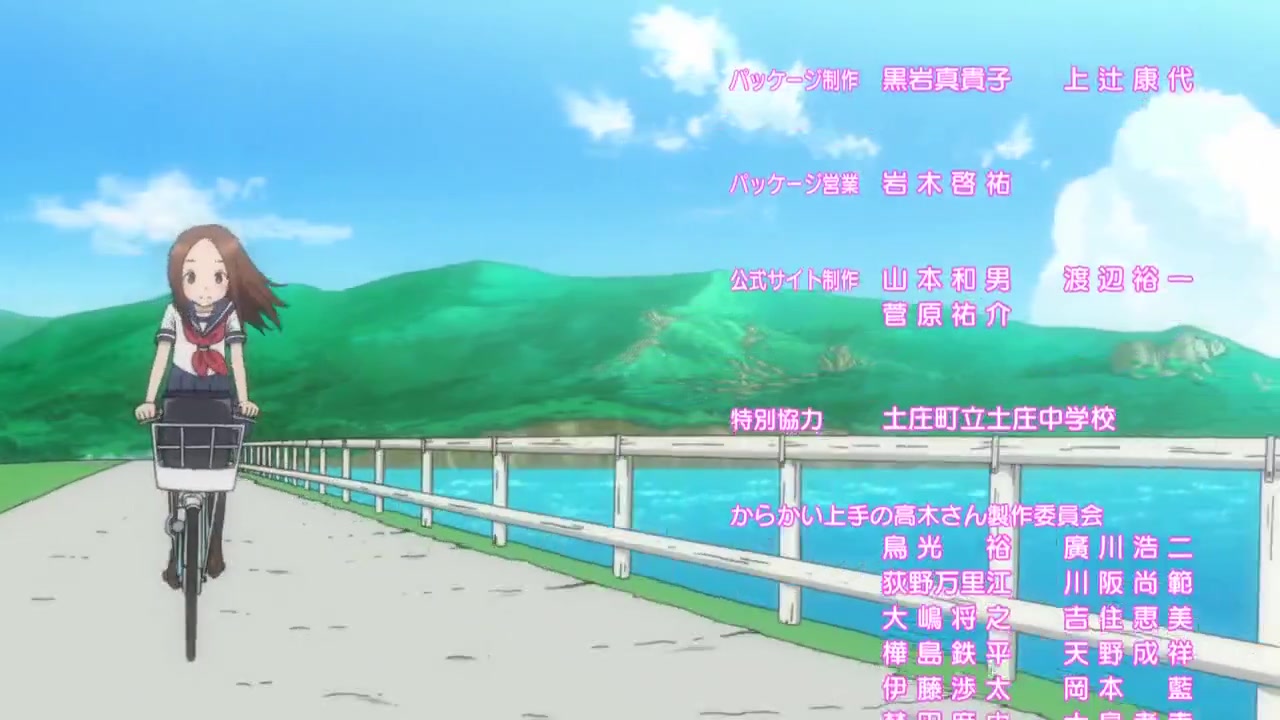 パッケージ制作 黒岩真貴子 上辻康代
パッケージ営業 岩木啓祐
公式サイト制作 山本和男 渡辺裕一
菅原祐介
特別協力 土庄町立土庄中学校
からかい上手の高木さん製作委員会
鳥光 裕 廣川浩二
荻野万里江 川阪尚範
大嶋将之 吉住恵美
樺島鉄平 天野成祥
伊藤渉太 岡本 藍